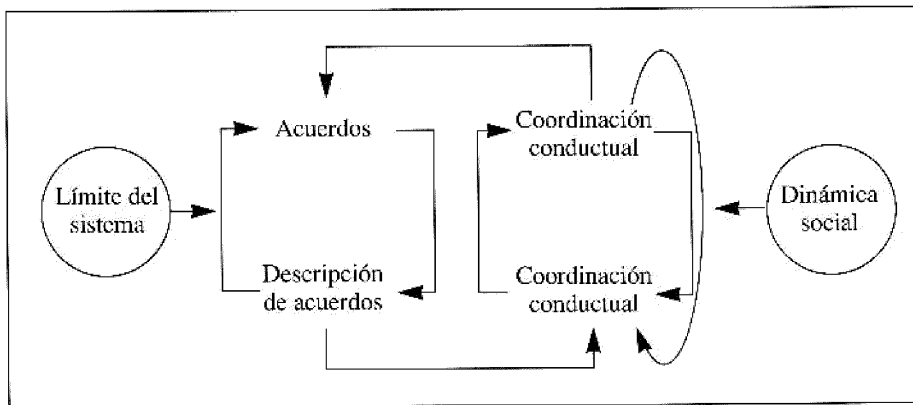 Acuerdos
Coordinación
conductual
Límite del
sistema
Dinámica
social
Descripción
de acuerdos
Coordinación
conductual